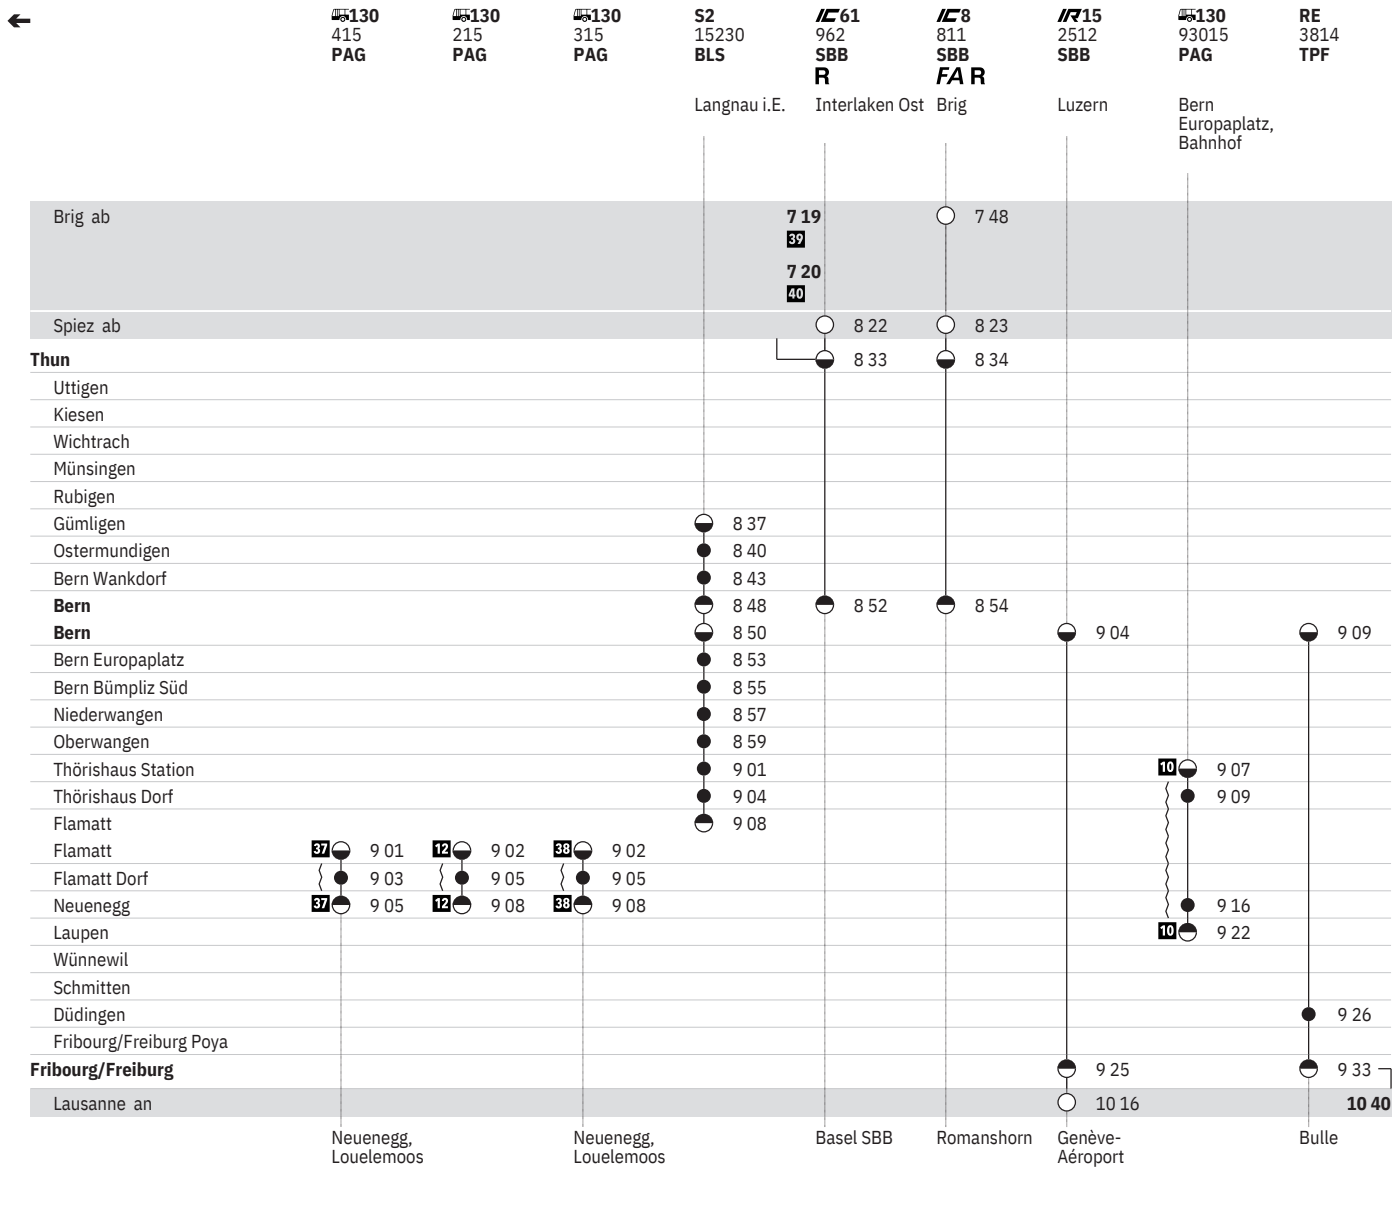 130 130 130 S2 IC61 IC8 IR15 130 RE
415 215 315 15230 962 811 2512 93015 3814
PAG PAG PAG BLS SBB SBB SBB PAG TPF
R FA R
Langnau i.E. Interlaken Ost Brig Luzern Bern
Europaplatz,
Bahnhof
Brig ab 7 19 7 48
39
7 20
40
Spiez ab 8 22 8 23
Thun 8 33 8 34
Uttigen
Kiesen
Wichtrach
Münsingen
Rubigen
Gümligen 8 37
Ostermundigen 8 40
Bern Wankdorf 8 43
Bern 8 48 8 52 8 54
Bern 8 50 9 04 9 09
Bern Europaplatz 8 53
Bern Bümpliz Süd 8 55
Niederwangen 8 57
Oberwangen 8 59
Thörishaus Station 9 01 10 9 07
Thörishaus Dorf 9 04 9 09
Flamatt 9 08
Flamatt 37 9 01 12 9 02 38 9 02
Flamatt Dorf 9 03 9 05 9 05
Neuenegg 37 9 05 12 9 08 38 9 08 9 16
Laupen 10 9 22
Wünnewil
Schmitten
Düdingen 9 26
Fribourg/Freiburg Poya
Fribourg/Freiburg 9 25 9 33
Lausanne an 10 16 10 40
Neuenegg, Neuenegg, Basel SBB Romanshorn Genève- Bulle
Louelemoos Louelemoos Aéroport